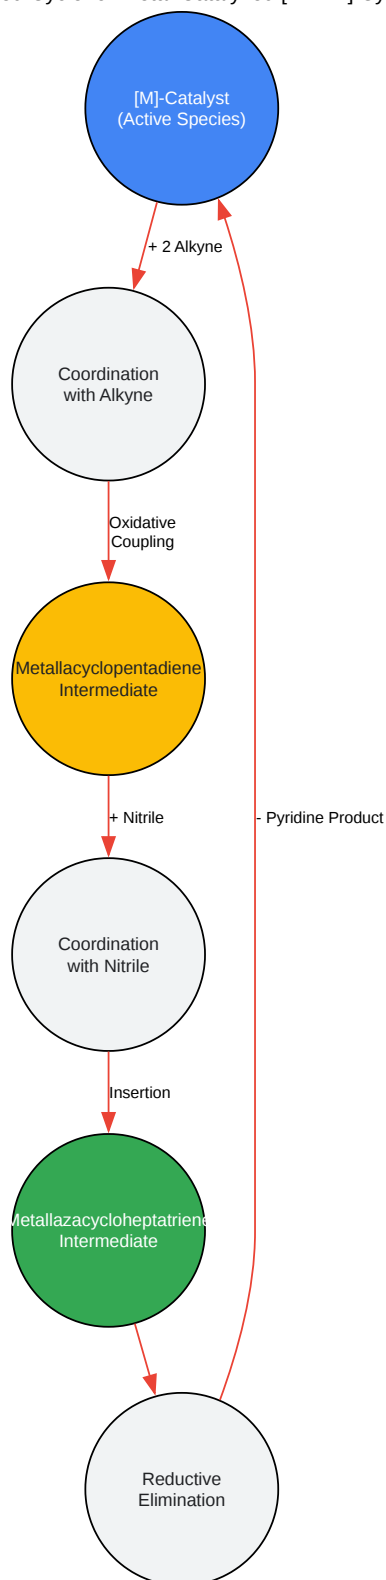 [M]-Catalyst
(Active Species)
+ 2 Alkyne
Coordination
with Alkyne
Oxidative
Coupling
Metallacyclopentadiene
Intermediate
+ Nitrile
- Pyridine Product
Coordination
with Nitrile
Insertion
Metallazacycloheptatriene
Intermediate
Reductive
Elimination